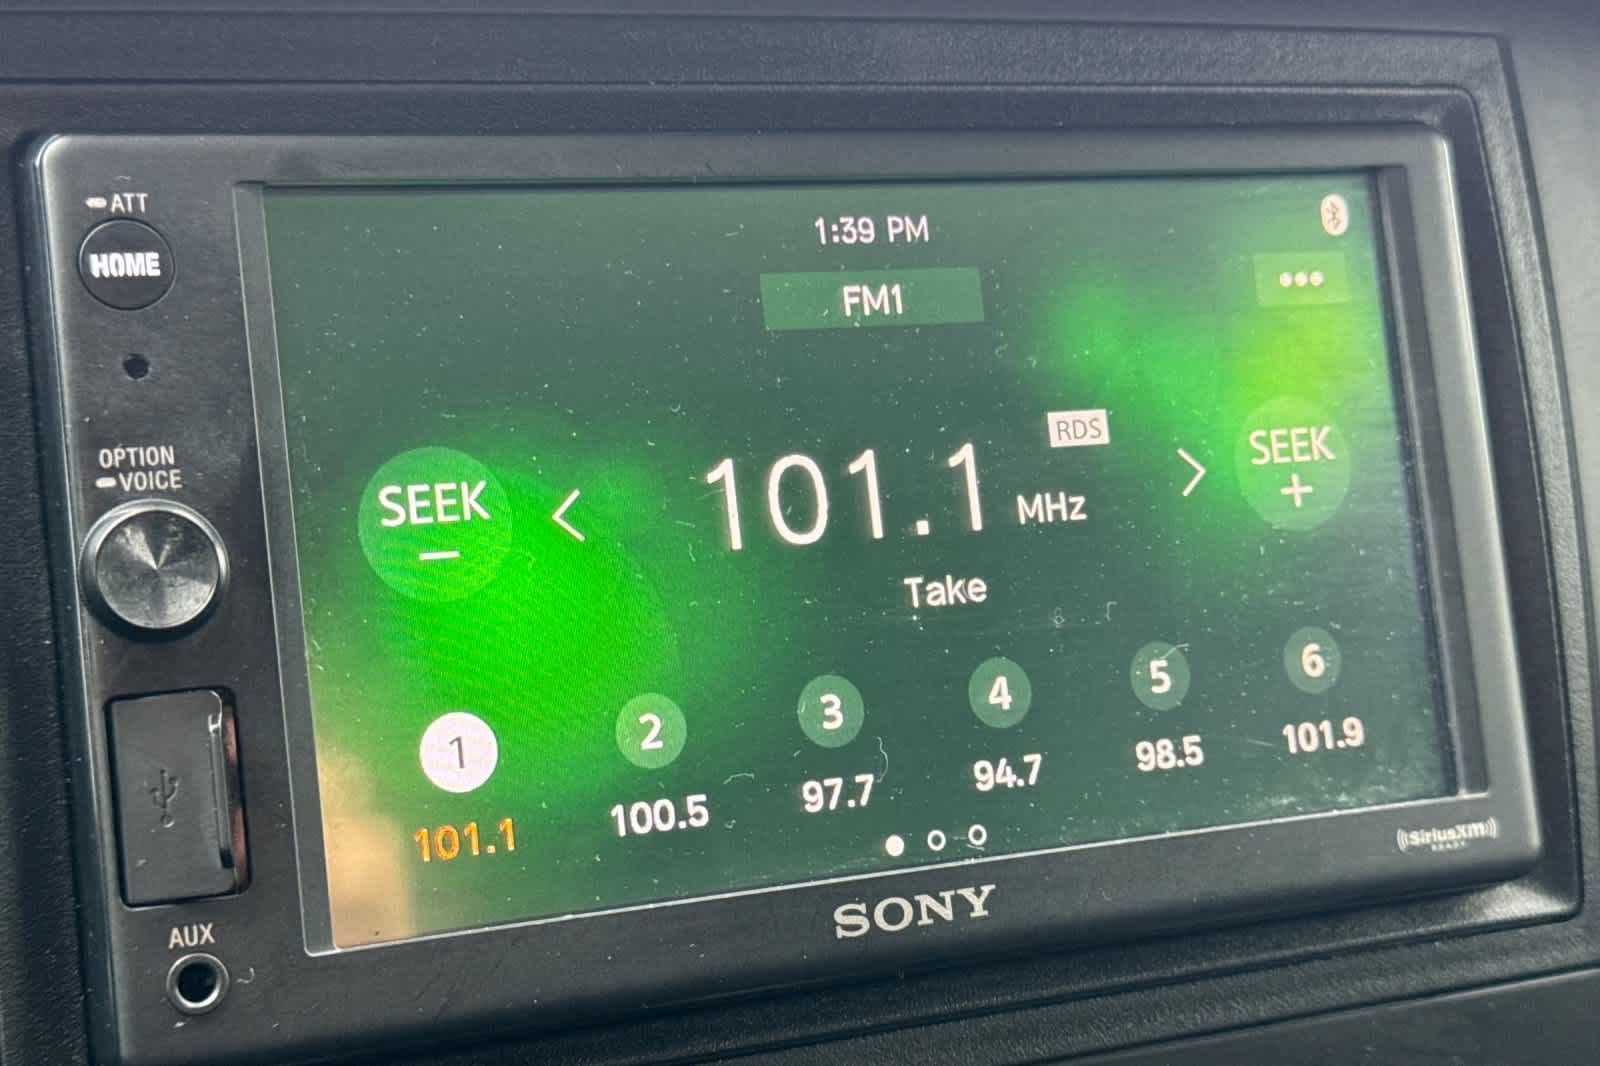 ATT
HOME
OPTION
VOICE
AUX
1:39 PM
FM1
RDS
SEEK
−
<
101.1 MHz
>
SEEK
+
Take
1
2
3
4
5
6
101.1
100.5
97.7
94.7
98.5
101.9
SONY
SiriusXM
READY